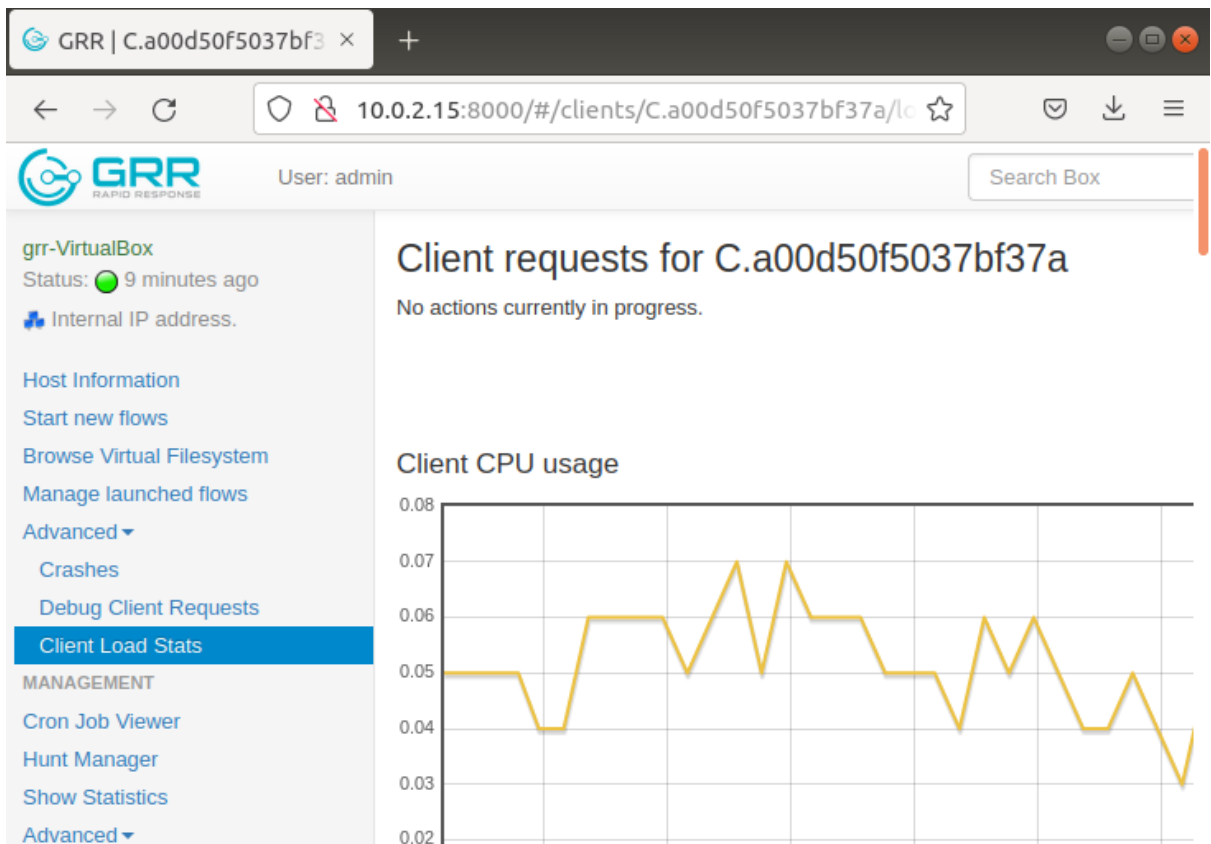 GRR | C.a00d50f5037bf3
10.0.2.15:8000/#/clients/C.a00d50f5037bf37a/lo
GRR
RAPID RESPONSE
User: admin
Search Box
grr-VirtualBox
Status: 9 minutes ago
Internal IP address.
Host Information
Start new flows
Browse Virtual Filesystem
Manage launched flows
Advanced
Crashes
Debug Client Requests
Client Load Stats
MANAGEMENT
Cron Job Viewer
Hunt Manager
Show Statistics
Advanced
Client requests for C.a00d50f5037bf37a
No actions currently in progress.
Client CPU usage
0.08
0.07
0.06
0.05
0.04
0.03
0.02